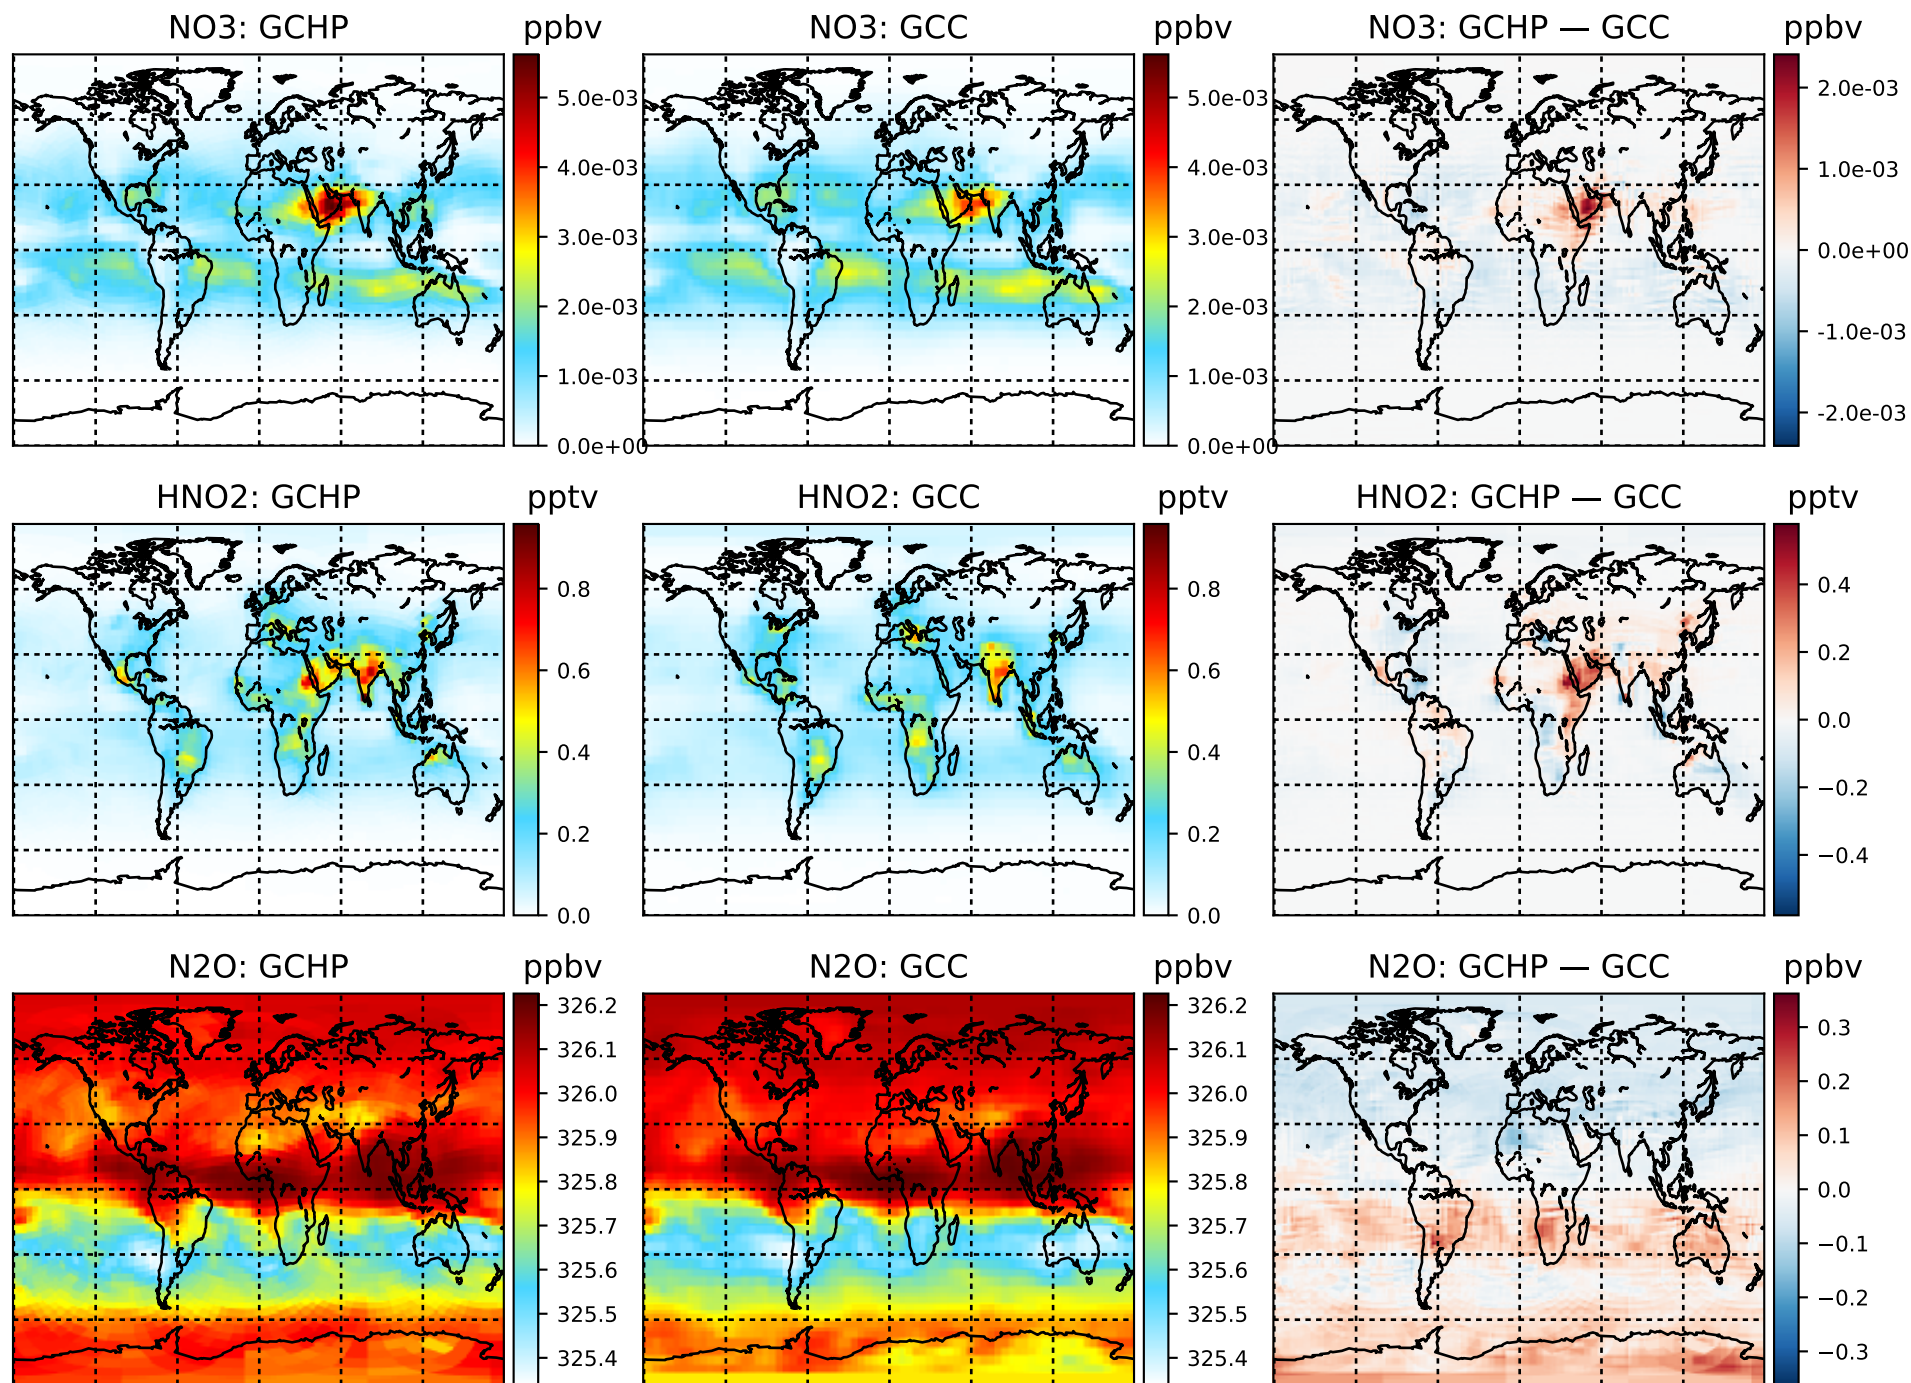 NO3: GCHP ppbv NO3: GCC ppbv NO3: GCHP — GCC ppbv
5.0e-03
4.0e-03
3.0e-03
2.0e-03
1.0e-03
0.0e+00
5.0e-03
4.0e-03
3.0e-03
2.0e-03
1.0e-03
0.0e+00
2.0e-03
1.0e-03
0.0e+00
-1.0e-03
-2.0e-03
HNO2: GCHP pptv HNO2: GCC pptv HNO2: GCHP — GCC pptv
0.8
0.6
0.4
0.2
0.0
0.8
0.6
0.4
0.2
0.0
0.4
0.2
0.0
−0.2
−0.4
N2O: GCHP ppbv N2O: GCC ppbv N2O: GCHP — GCC ppbv
326.2
326.1
326.0
325.9
325.8
325.7
325.6
325.5
325.4
326.2
326.1
326.0
325.9
325.8
325.7
325.6
325.5
325.4
0.3
0.2
0.1
0.0
−0.1
−0.2
−0.3